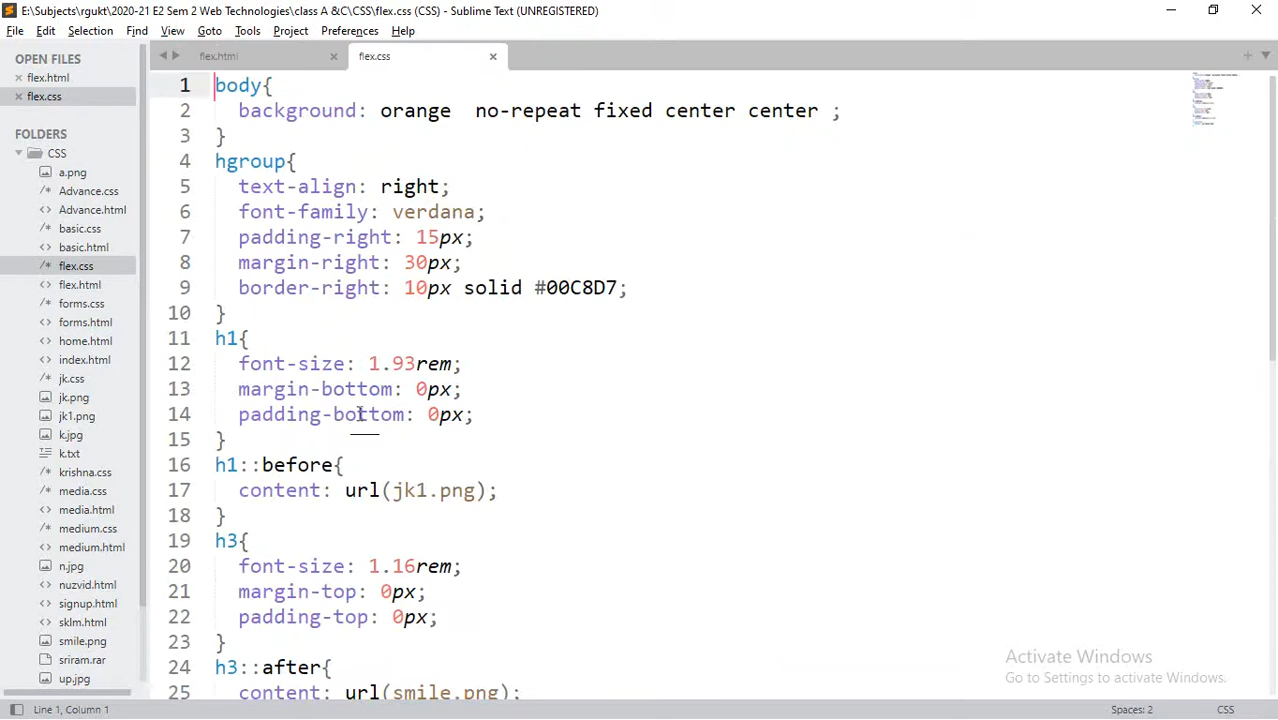 E:\Subjects\rgukt\2020-21 E2 Sem 2 Web Technologies\class A &C\CSS\flex.css (CSS) - Sublime Text (UNREGISTERED)
File Edit Selection Find View Goto Tools Project Preferences Help
OPEN FILES
flex.html
flex.css
FOLDERS
CSS
a.png
Advance.css
Advance.html
basic.css
basic.html
flex.css
flex.html
forms.css
forms.html
home.html
index.html
jk.css
jk.png
jk1.png
k.jpg
k.txt
krishna.css
media.css
media.html
medium.css
medium.html
n.jpg
nuzvid.html
signup.html
sklm.html
smile.png
sriram.rar
up.jpg
flex.html
flex.css
1 body{
2 background: orange no-repeat fixed center center ;
3 }
4 hgroup{
5 text-align: right;
6 font-family: verdana;
7 padding-right: 15px;
8 margin-right: 30px;
9 border-right: 10px solid #00C8D7;
10 }
11 h1{
12 font-size: 1.93rem;
13 margin-bottom: 0px;
14 padding-bottom: 0px;
15 }
16 h1::before{
17 content: url(jk1.png);
18 }
19 h3{
20 font-size: 1.16rem;
21 margin-top: 0px;
22 padding-top: 0px;
23 }
24 h3::after{
25 content: url(smile.png);
Activate Windows
Go to Settings to activate Windows.
Line 1, Column 1
Spaces: 2
CSS